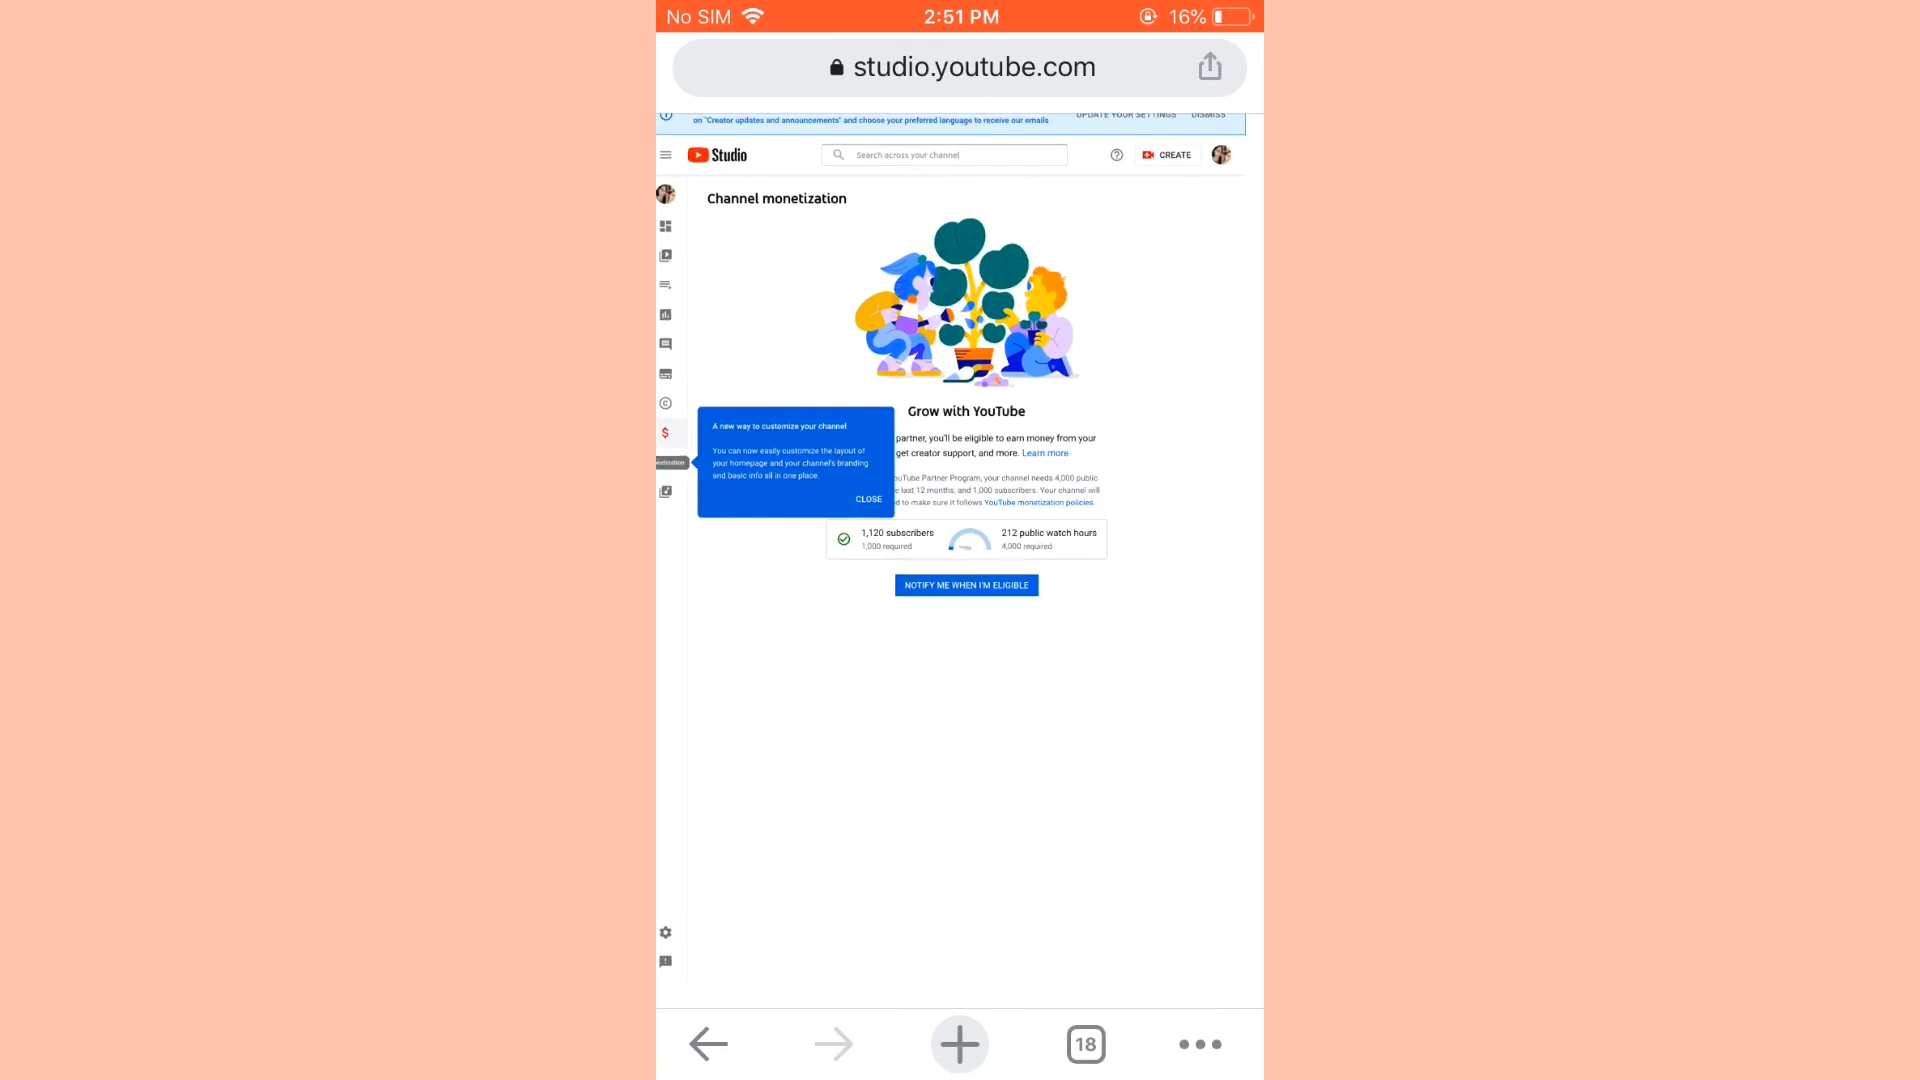 No SIM 2:51 PM 16%
studio.youtube.com
on "Creator updates and announcements" and choose your preferred language to receive our emails
UPDATE YOUR SETTINGS DISMISS
Studio
Search across your channel
CREATE
Channel monetization
Grow with YouTube
A new way to customize your channel
You can now easily customize the layout of
your homepage and your channel's branding
and basic info all in one place.
CLOSE
partner, you'll be eligible to earn money from your
get creator support, and more. Learn more
YouTube Partner Program, your channel needs 4,000 public
last 12 months, and 1,000 subscribers. Your channel will
to make sure it follows YouTube monetization policies.
1,120 subscribers
1,000 required
212 public watch hours
4,000 required
NOTIFY ME WHEN I'M ELIGIBLE
18